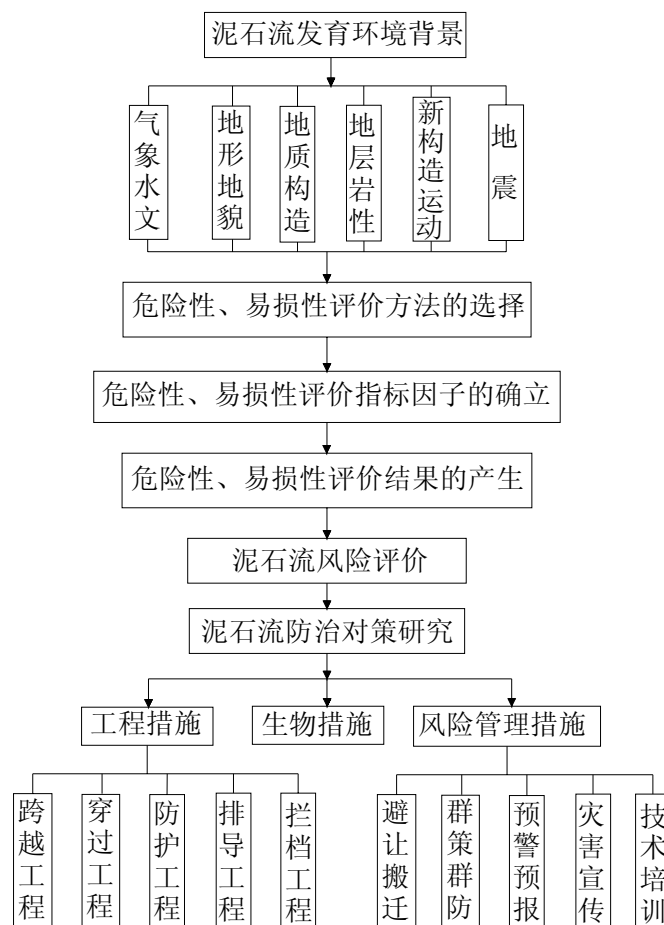 泥石流发育环境背景
气象水文
地形地貌
地质构造
地层岩性
新构造运动
地震
危险性、易损性评价方法的选择
危险性、易损性评价指标因子的确立
危险性、易损性评价结果的产生
泥石流风险评价
泥石流防治对策研究
工程措施
生物措施
风险管理措施
跨越工程
穿过工程
防护工程
排导工程
拦档工程
避让搬迁
群策群防
预警预报
灾害宣传
技术培训